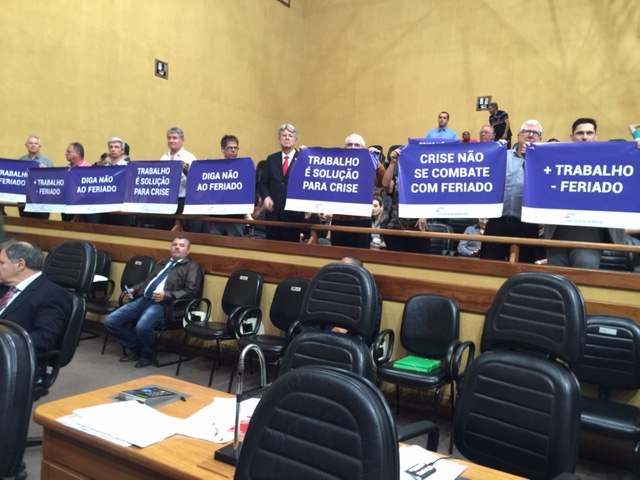 TRABALHO
FERIADO
+ TRABALHO
- FERIADO
DIGA NÃO
AO FERIADO
TRABALHO
É SOLUÇÃO
PARA CRISE
DIGA NÃO
AO FERIADO
TRABALHO
É SOLUÇÃO
PARA CRISE
CRISE NÃO
SE COMBATE
COM FERIADO
+ TRABALHO
- FERIADO